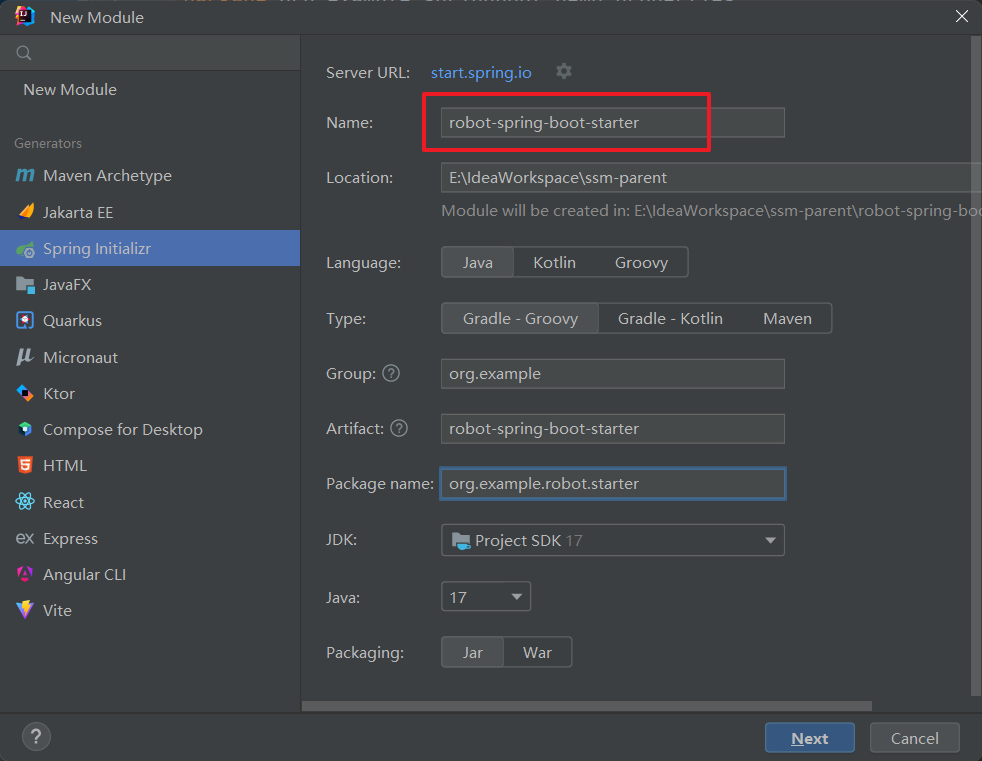 New Module
New Module
Generators
Maven Archetype
Jakarta EE
Spring Initializr
JavaFX
Quarkus
Micronaut
Ktor
Compose for Desktop
HTML
React
Express
Angular CLI
Vite
Server URL: start.spring.io
Name: robot-spring-boot-starter
Location: E:\IdeaWorkspace\ssm-parent
Module will be created in: E:\IdeaWorkspace\ssm-parent\robot-spring-boo
Language: Java Kotlin Groovy
Type: Gradle - Groovy Gradle - Kotlin Maven
Group: ? org.example
Artifact: ? robot-spring-boot-starter
Package name: org.example.robot.starter
JDK: Project SDK 17
Java: 17
Packaging: Jar War
? Next Cancel